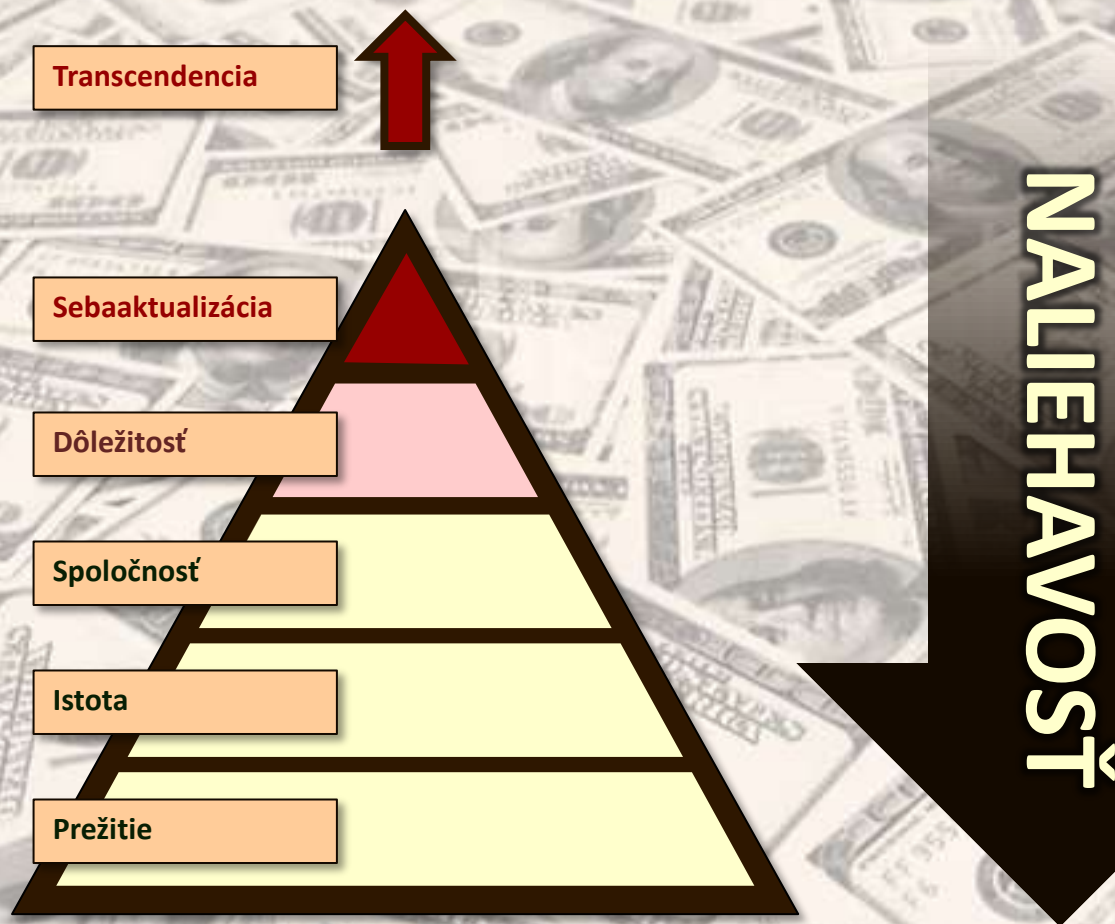 Transcendencia
Sebaaktualizácia
Dôležitosť
Spoločnosť
Istota
Prežitie
NALIEHAVOSŤ